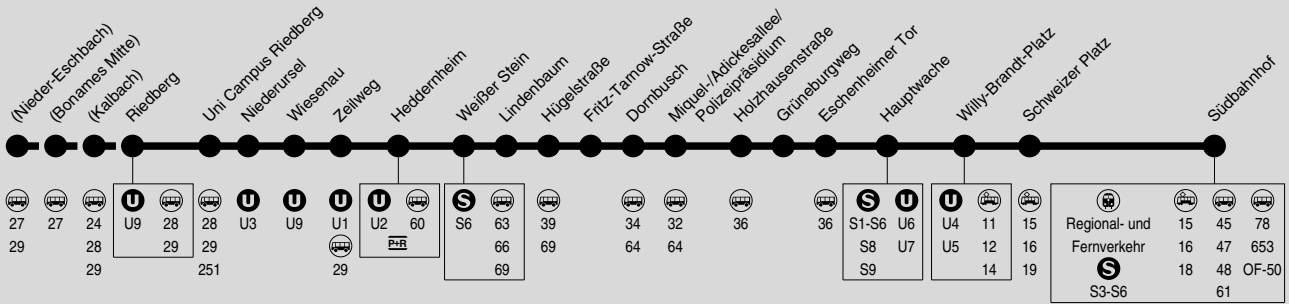 (Nieder-Eschbach)
(Bonames Mitte)
(Kalbach)
Riedberg
Uni Campus Riedberg
Niederursel
Wiesenau
Zeilweg
Heddernheim
Weißer Stein
Lindenbaum
Hügelstraße
Fritz-Tarnow-Straße
Dornbusch
Miquel-/Adickesallee/
Polizeipräsidium
Holzhausenstraße
Grüneburgweg
Eschenheimer Tor
Hauptwache
Willy-Brandt-Platz
Schweizer Platz
Südbahnhof
27
29
27
24
28
29
U
U9
28
29
28
29
251
U
U3
U
U9
U
U1
29
U
U2
60
P+R
S
S6
63
66
69
39
69
34
64
32
64
36
36
S
S1-S6
S8
S9
U
U6
U7
U
U4
U5
11
12
14
15
16
19
Regional- und
Fernverkehr
S
S3-S6
15
16
18
45
47
48
61
78
653
OF-50